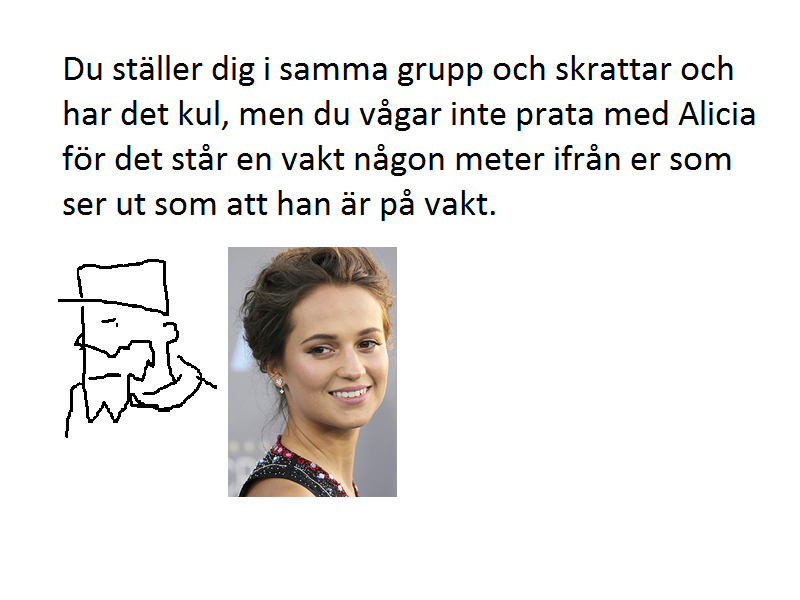 Du ställer dig i samma grupp och skrattar och
har det kul, men du vågar inte prata med Alicia
för det står en vakt någon meter ifrån er som
ser ut som att han är på vakt.